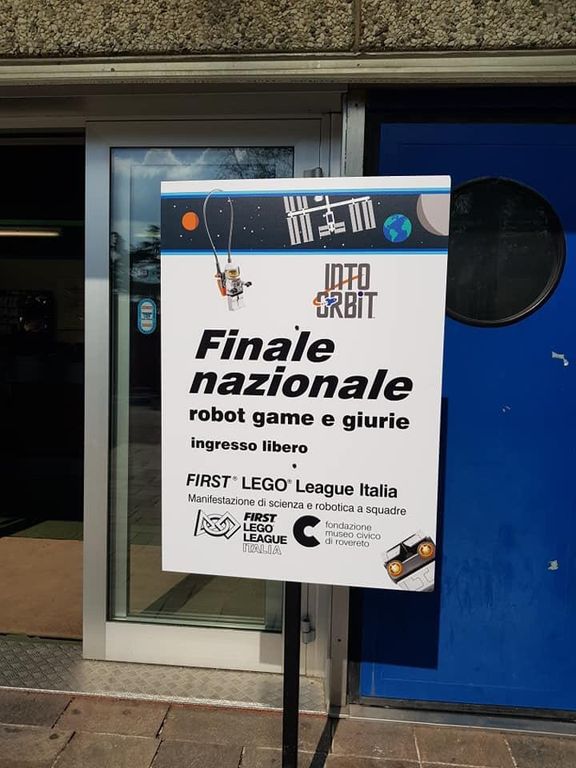 INTO
ORBIT
Finale
nazionale
robot game e giurie
ingresso libero
FIRST® LEGO® League Italia
Manifestazione di scienza e robotica a squadre
FIRST
LEGO
LEAGUE
ITALIA
fondazione
museo civico
di rovereto